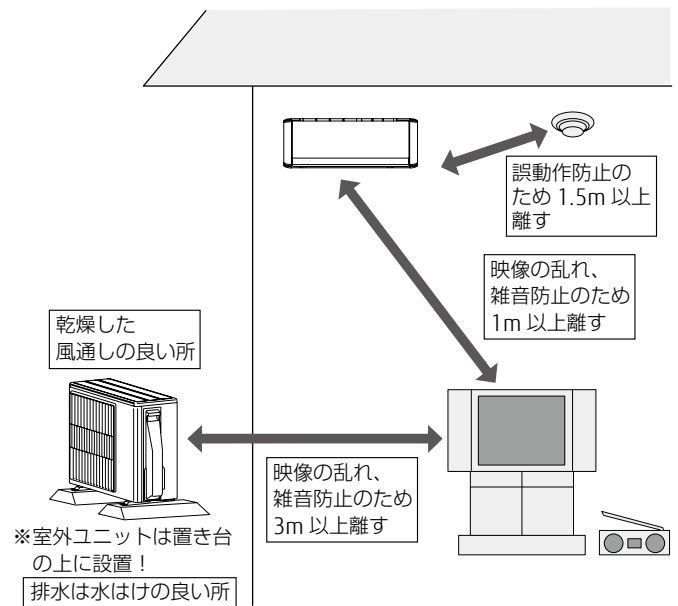 誤動作防止の
ため 1.5m 以上
離す
映像の乱れ、
雑音防止のため
1m 以上離す
乾燥した
風通しの良い所
映像の乱れ、
雑音防止のため
3m 以上離す
※室外ユニットは置き台
の上に設置！
排水は水はけの良い所